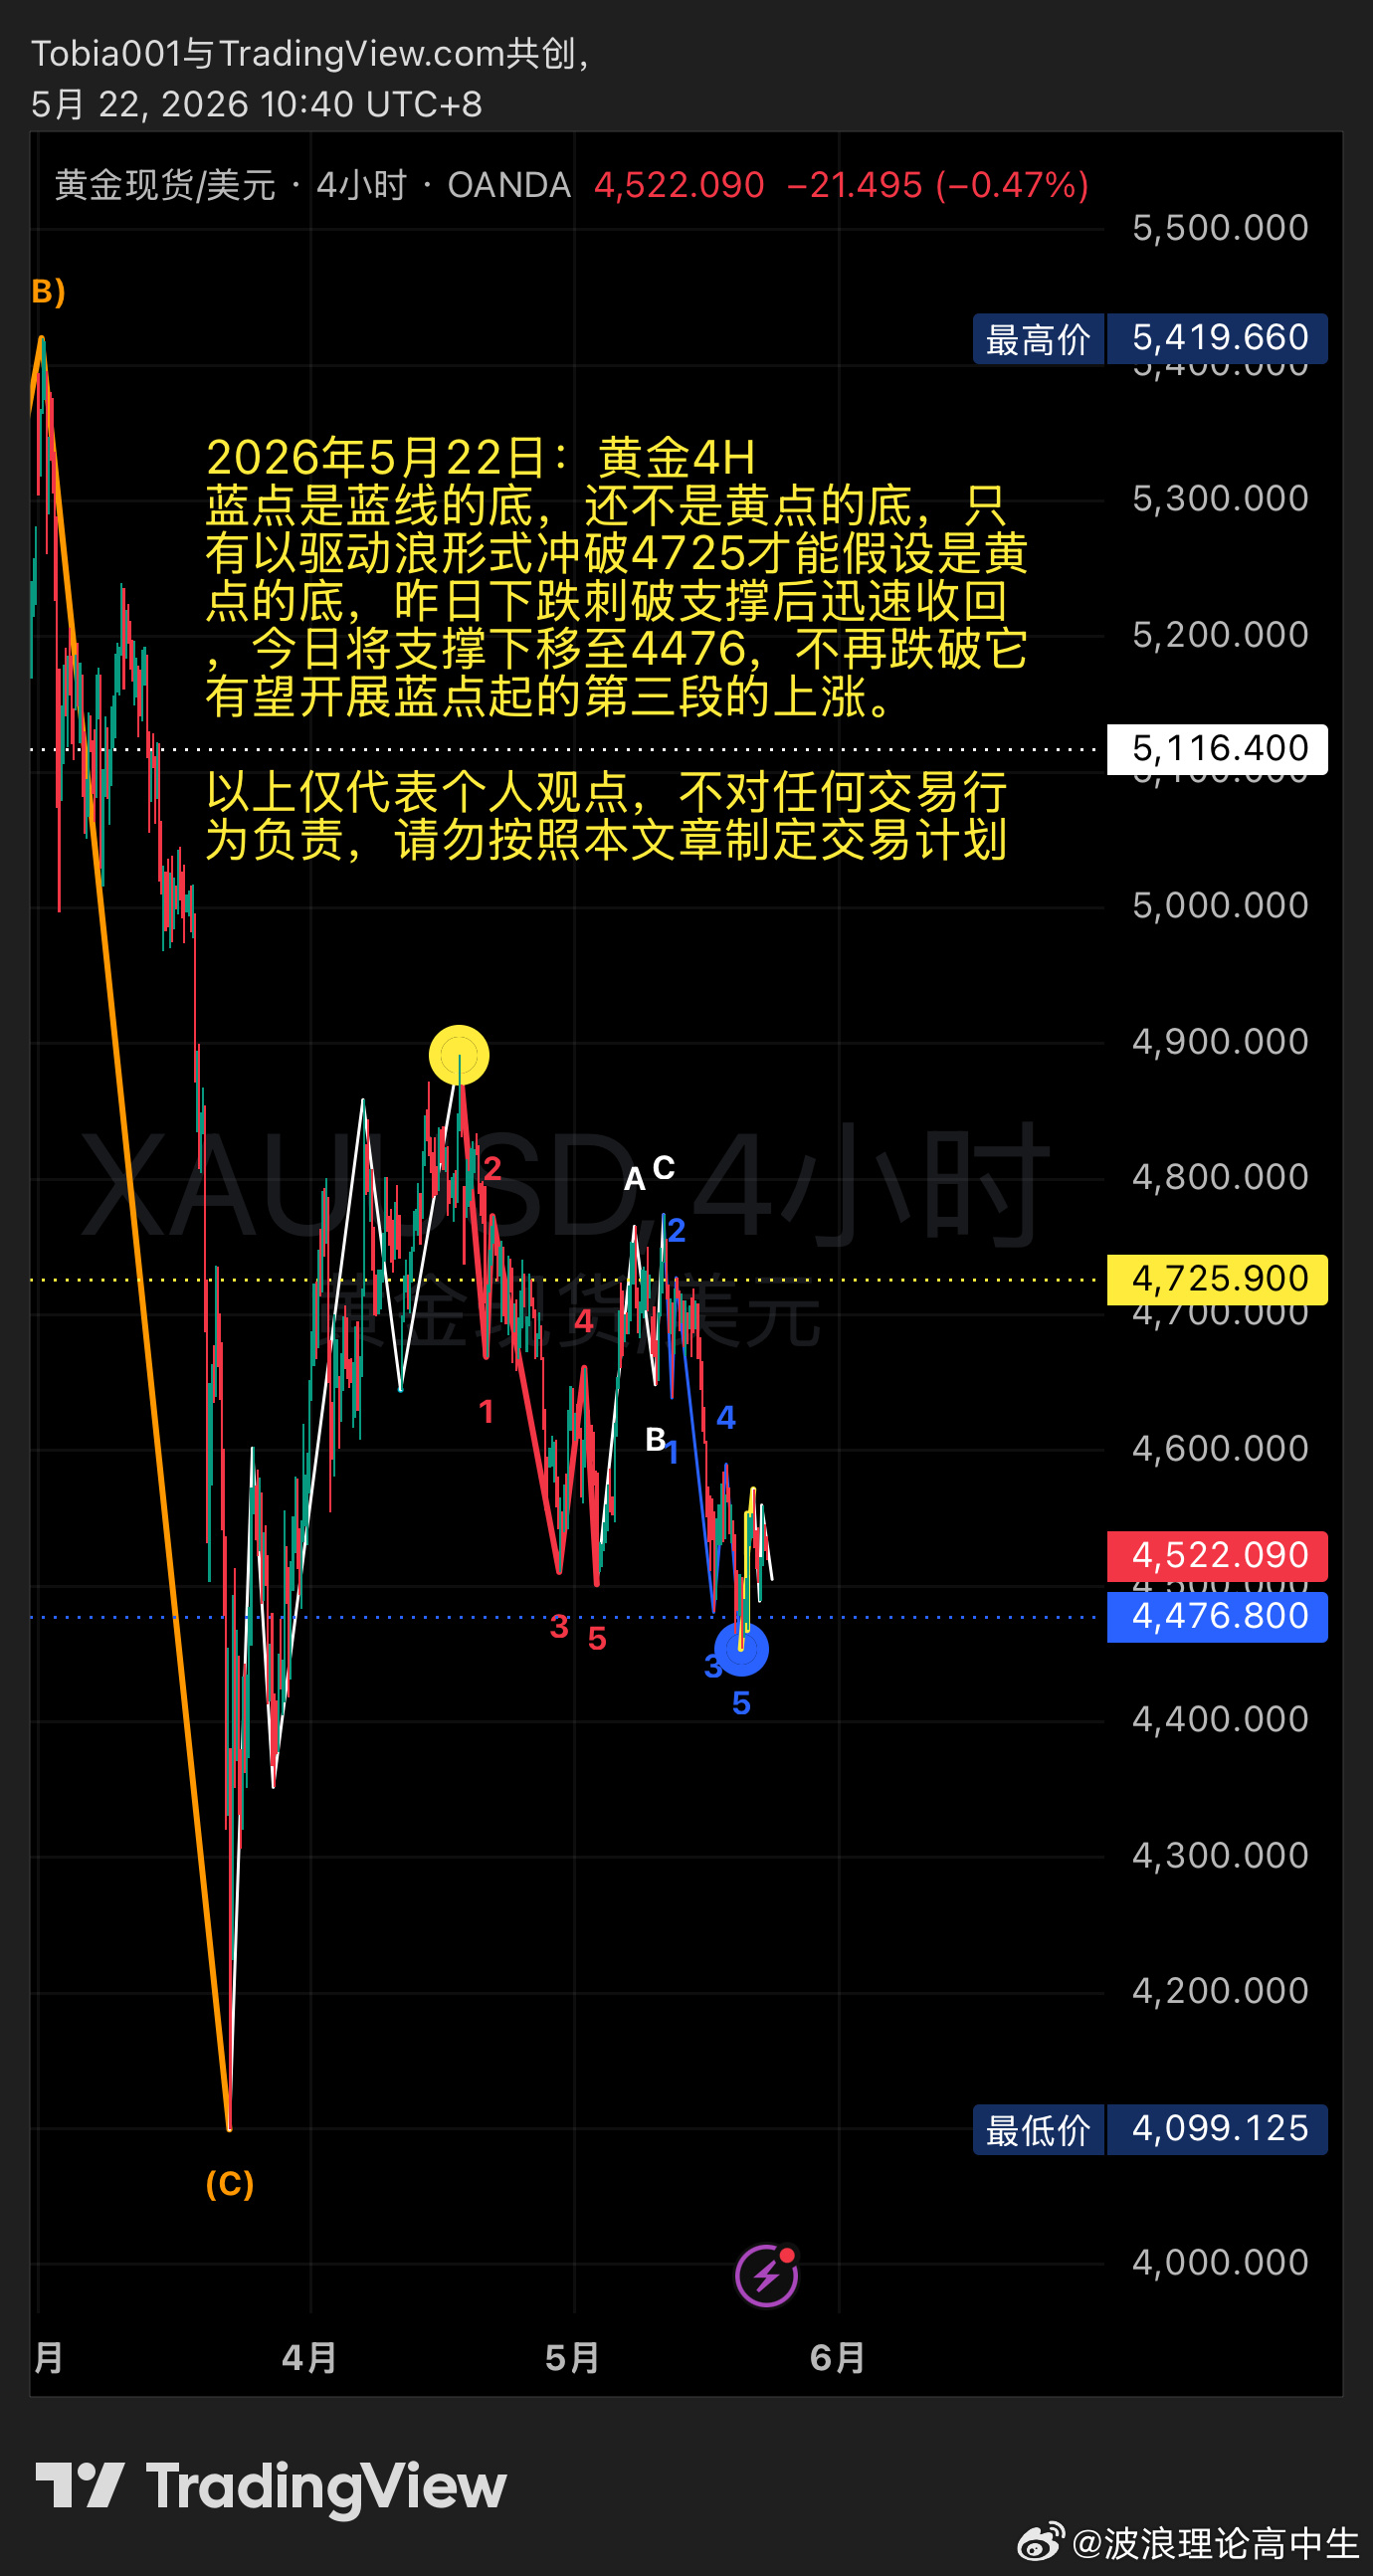 Tobia001与TradingView.com共创,
5月 22, 2026 10:40 UTC+8
黄金现货/美元 · 4小时 · OANDA 4,522.090 −21.495 (−0.47%)
5,500.000
B)
最高价 5,419.660
5,400.000
2026年5月22日：黄金4H
蓝点是蓝线的底，还不是黄点的底，只
有以驱动浪形式冲破4725才能假设是黄
点的底，昨日下跌刺破支撑后迅速收回
，今日将支撑下移至4476，不再跌破它
有望开展蓝点起的第三段的上涨。
5,300.000
5,200.000
5,116.400
5,100.000
以上仅代表个人观点，不对任何交易行
为负责，请勿按照本文章制定交易计划
5,000.000
4,900.000
XAUUSD, 4小时
黄金现货/美元
2
A
C
4,800.000
2
4,725.900
4,700.000
4
1
4
B
1
4,600.000
4,522.090
4,500.000
4,476.800
3
5
3
5
4,400.000
4,300.000
4,200.000
最低价 4,099.125
(C)
4,000.000
月
4月
5月
6月
TradingView
@波浪理论高中生